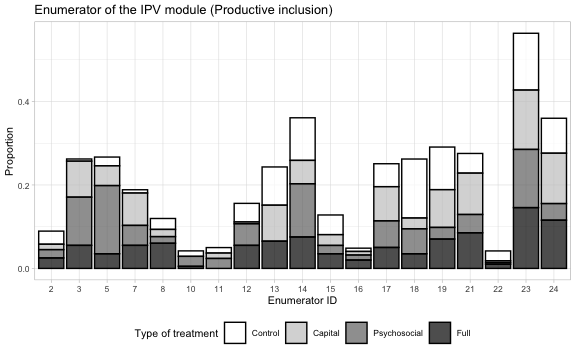 Enumerator of the IPV module (Productive inclusion)
Proportion
0.4
0.2
0.0
2 3 5 7 8 10 11 12 13 14 15 16 17 18 19 21 22 23 24
Enumerator ID
Type of treatment Control Capital Psychosocial Full